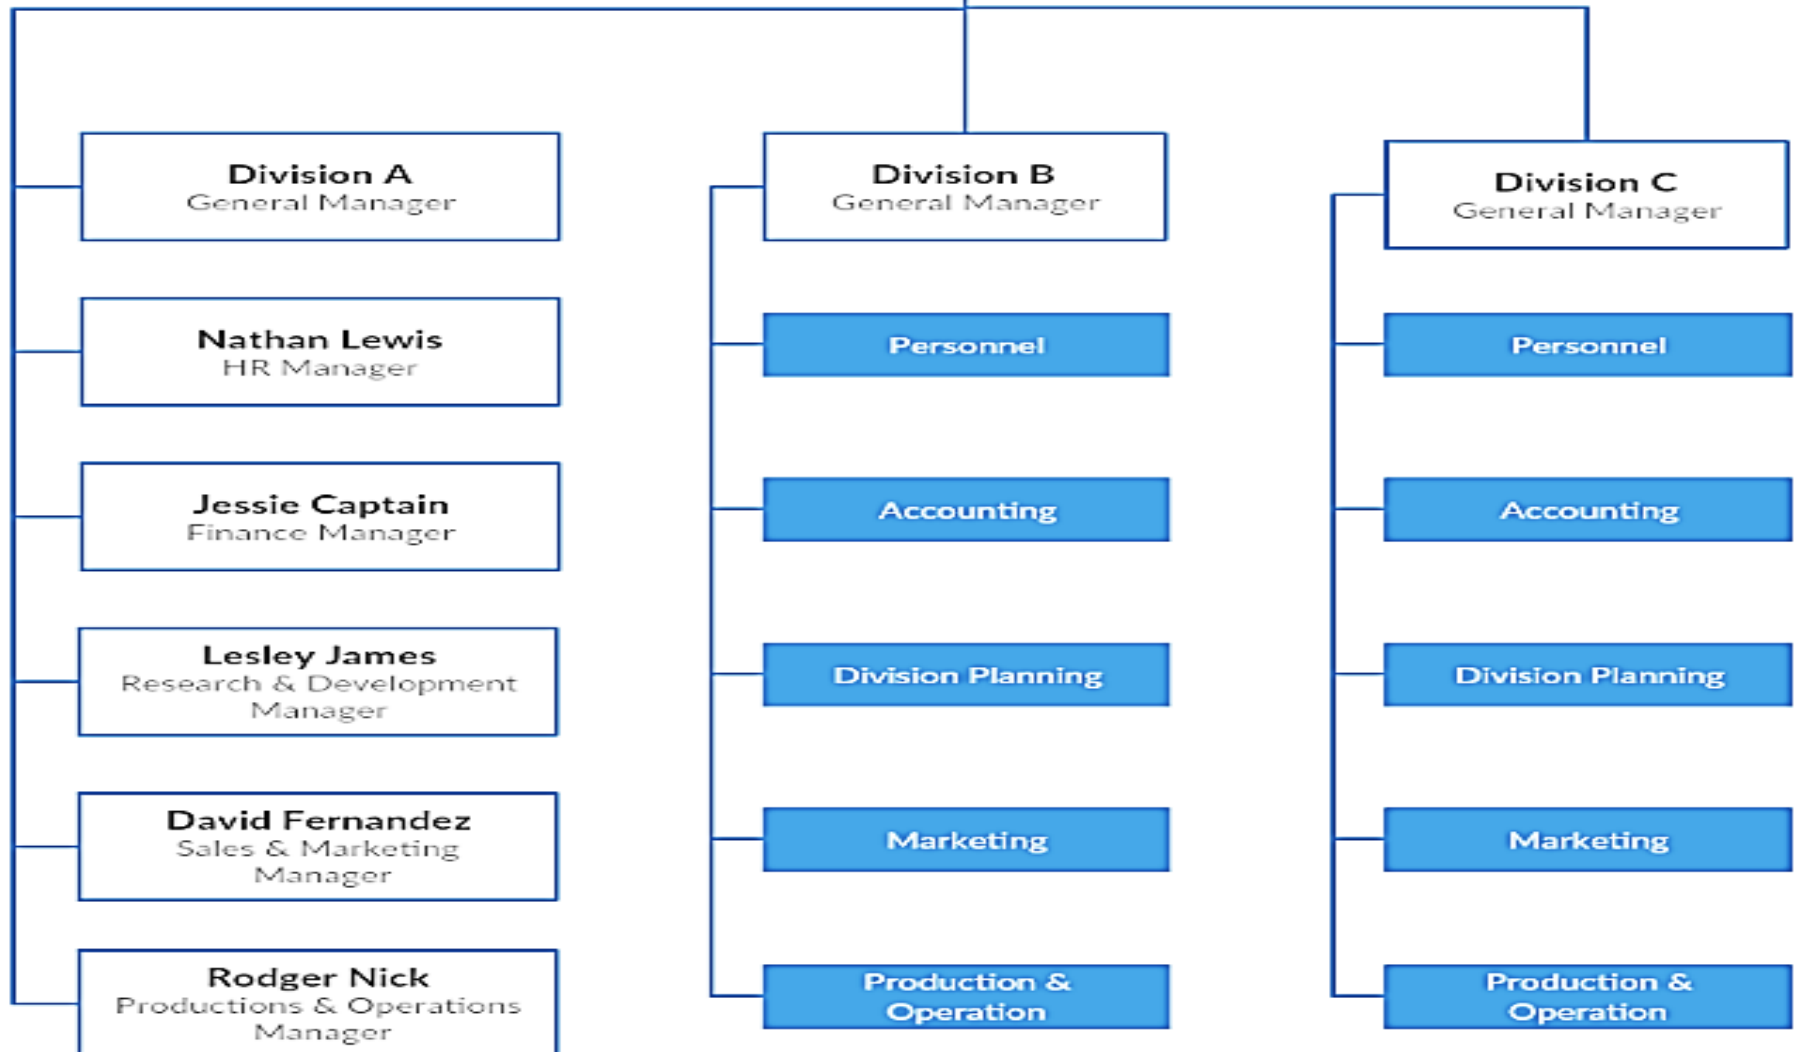 Division A
General Manager
Nathan Lewis
HR Manager
Jessie Captain
Finance Manager
Lesley James
Research & Development
Manager
David Fernandez
Sales & Marketing
Manager
Rodger Nick
Productions & Operations
Manager
Division B
General Manager
Personnel
Accounting
Division Planning
Marketing
Production &
Operation
Division C
General Manager
Personnel
Accounting
Division Planning
Marketing
Production &
Operation